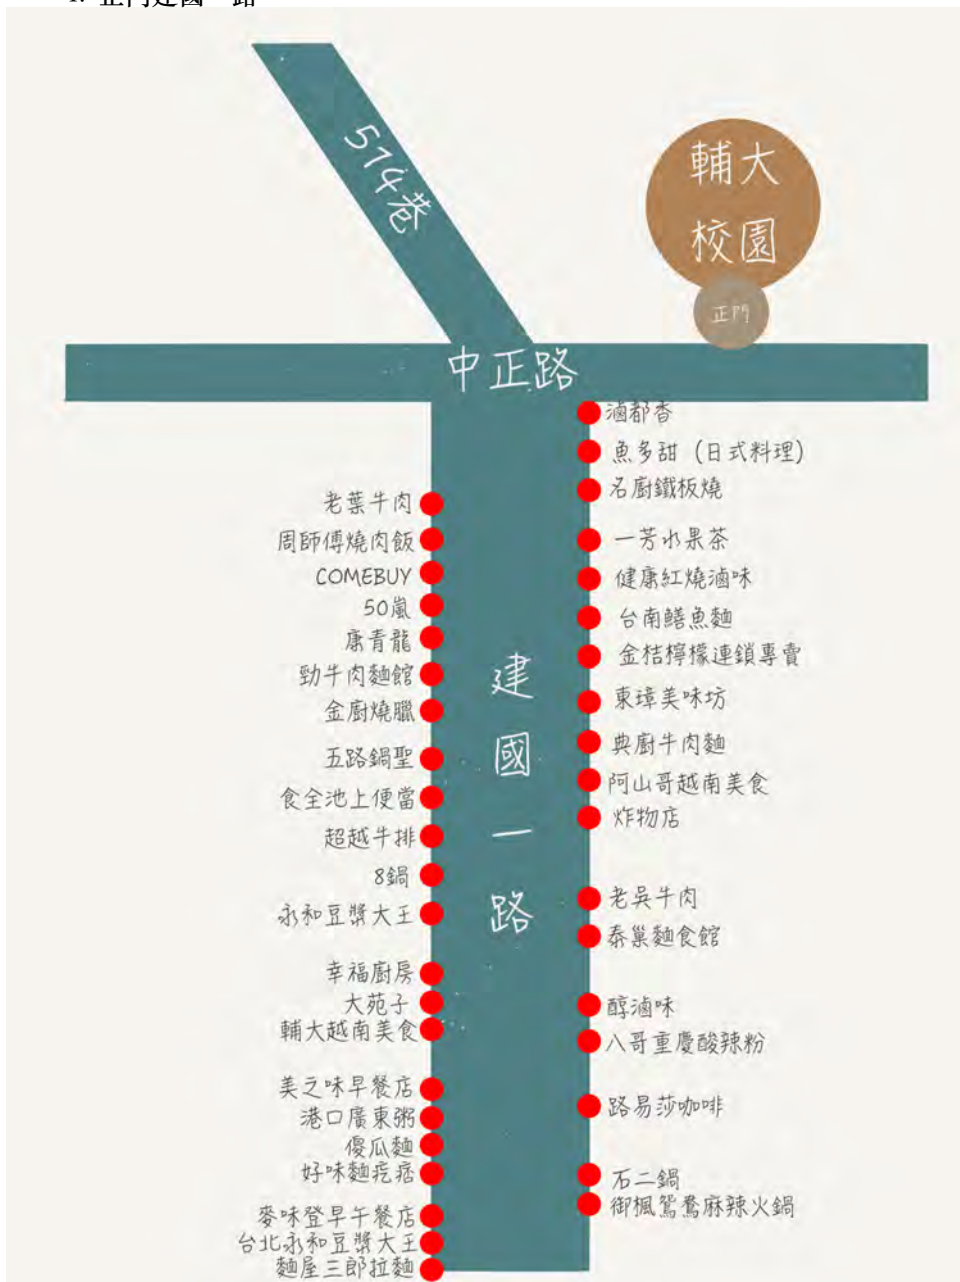 1. 正門建國一路
514巷
輔大
校園
正門
中正路
建國一路
老葉牛肉
周師傅燒肉飯
COMEBUY
50嵐
康青龍
勁牛肉麵館
金廚燒臘
五路鍋聖
食全池上便當
超越牛排
8鍋
永和豆漿大王
幸福廚房
大苑子
輔大越南美食
美之味早餐店
港口廣東粥
傻瓜麵
好味麵疙瘩
麥味登早午餐店
台北永和豆漿大王
麵屋三郎拉麵
滷都香
魚多甜（日式料理）
名廚鐵板燒
一芳水果茶
健康紅燒滷味
台南鱔魚麵
金桔檸檬連鎖專賣
東璋美味坊
典廚牛肉麵
阿山哥越南美食
炸物店
老吳牛肉
泰巢麵食館
醇滷味
八哥重慶酸辣粉
路易莎咖啡
石二鍋
御楓鴛鴦麻辣火鍋